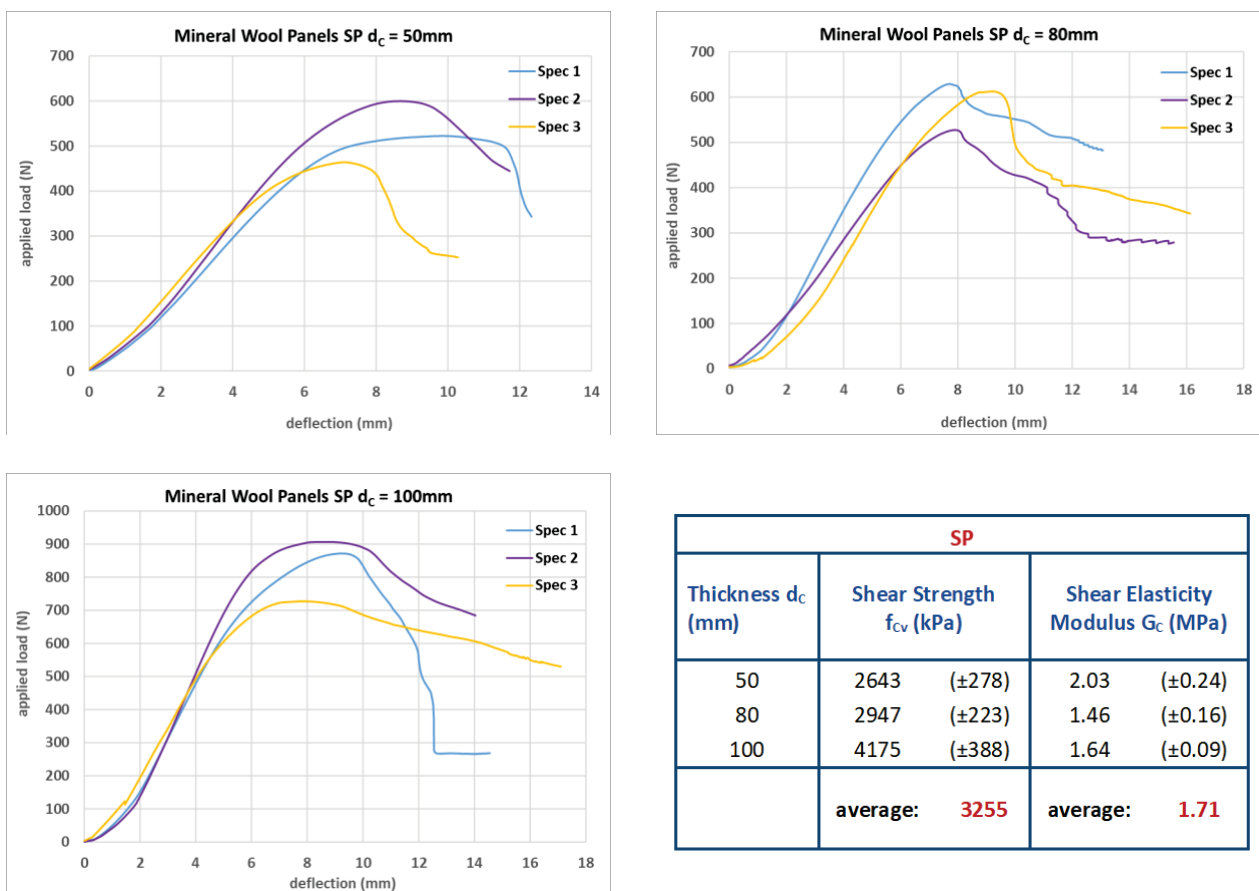 Mineral Wool Panels SP dC = 50mm
700
600
500
400
300
200
100
0
applied load (N)
Spec 1
Spec 2
Spec 3
0 2 4 6 8 10 12 14
deflection (mm)
Mineral Wool Panels SP dC = 80mm
700
600
500
400
300
200
100
0
applied load (N)
Spec 1
Spec 2
Spec 3
0 2 4 6 8 10 12 14 16 18
deflection (mm)
Mineral Wool Panels SP dC = 100mm
1000
900
800
700
600
500
400
300
200
100
0
applied load (N)
Spec 1
Spec 2
Spec 3
0 2 4 6 8 10 12 14 16 18
deflection (mm)
SP
Thickness dC (mm)
Shear Strength fCv (kPa)
Shear Elasticity Modulus GC (MPa)
50 2643 (±278) 2.03 (±0.24)
80 2947 (±223) 1.46 (±0.16)
100 4175 (±388) 1.64 (±0.09)
average: 3255 average: 1.71